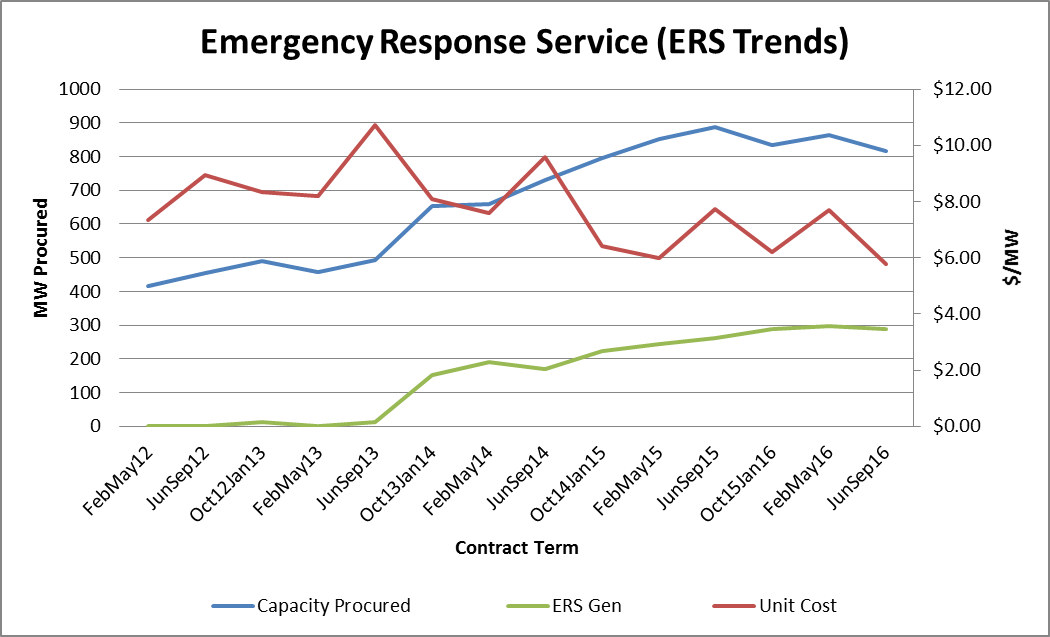 Emergency Response Service (ERS Trends)
1000
900
800
700
600
500
400
300
200
100
0
MW Procured
$12.00
$10.00
$8.00
$6.00
$4.00
$2.00
$0.00
$/MW
FebMay12
JunSep12
Oct12Jan13
FebMay13
JunSep13
Oct13Jan14
FebMay14
JunSep14
Oct14Jan15
FebMay15
JunSep15
Oct15Jan16
FebMay16
JunSep16
Contract Term
Capacity Procured
ERS Gen
Unit Cost